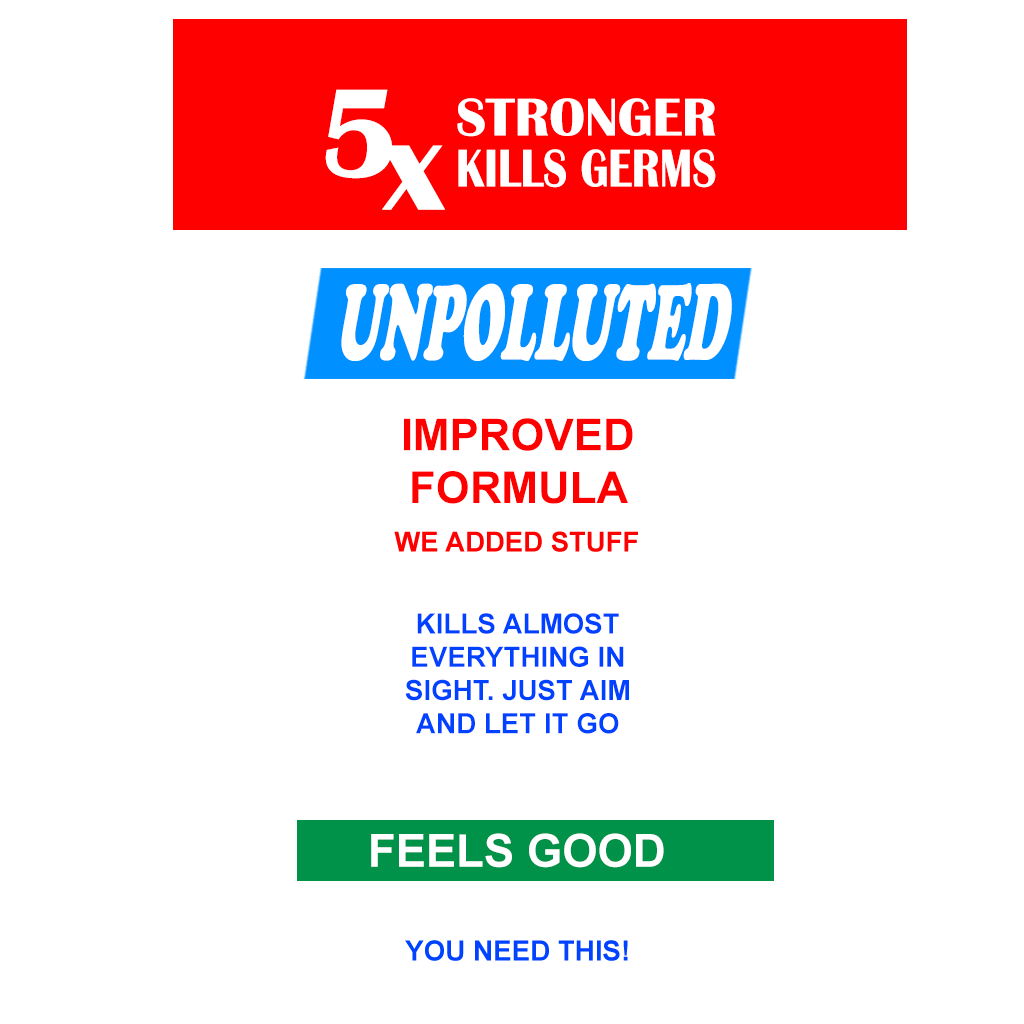 5x STRONGER
KILLS GERMS
UNPOLLUTED
IMPROVED
FORMULA
WE ADDED STUFF
KILLS ALMOST
EVERYTHING IN
SIGHT. JUST AIM
AND LET IT GO
FEELS GOOD
YOU NEED THIS!